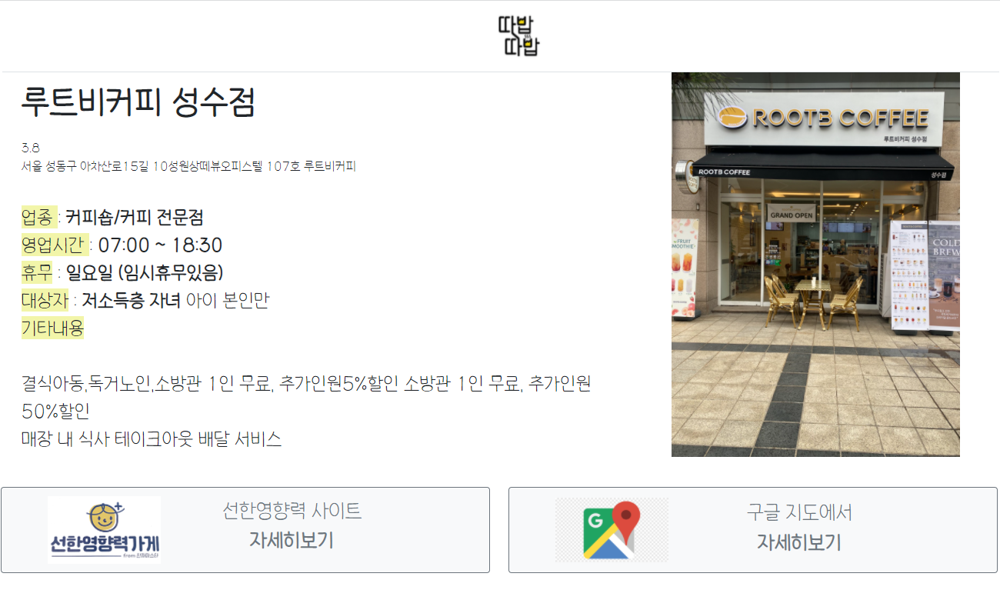 따밥
따밥
루트비커피 성수점
3.8
서울 성동구 아차산로15길 10성원상떼뷰오피스텔 107호 루트비커피
업종 : 커피숍/커피 전문점
영업시간 : 07:00 ~ 18:30
휴무 : 일요일 (임시휴무있음)
대상자 : 저소득층 자녀 아이 본인만
기타내용
결식아동,독거노인,소방관 1인 무료, 추가인원5%할인 소방관 1인 무료, 추가인원
50%할인
매장 내 식사 테이크아웃 배달 서비스
ROOTB COFFEE
루트비커피 성수점
ROOTB COFFEE
성수점
GRAND OPEN
FRUIT
SMOOTHIE
COLD
BREW
선한영향력가게
선한영향력 사이트
자세히보기
G
구글 지도에서
자세히보기